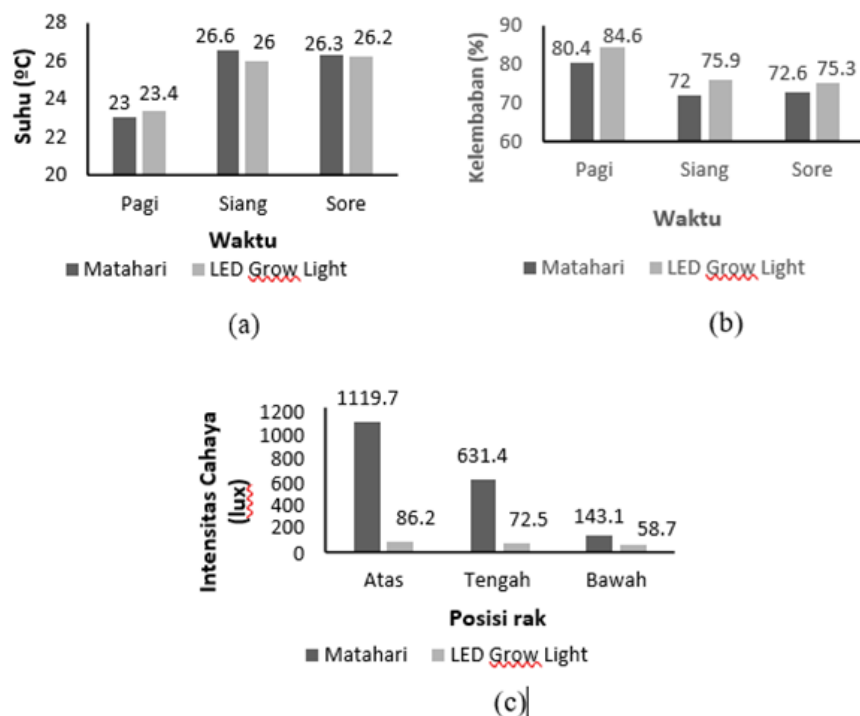 Suhu (ºC)
28
26
24
22
20
23
23.4
26.6
26
26.3
26.2
Pagi
Siang
Sore
Waktu
Matahari
LED Grow Light
(a)
Kelembaban (%)
90
80
70
60
80.4
84.6
72
75.9
72.6
75.3
Pagi
Siang
Sore
Waktu
Matahari
LED Grow Light
(b)
Intensitas Cahaya
(lux)
1200
1000
800
600
400
200
0
1119.7
86.2
631.4
72.5
143.1
58.7
Atas
Tengah
Bawah
Posisi rak
Matahari
LED Grow Light
(c)